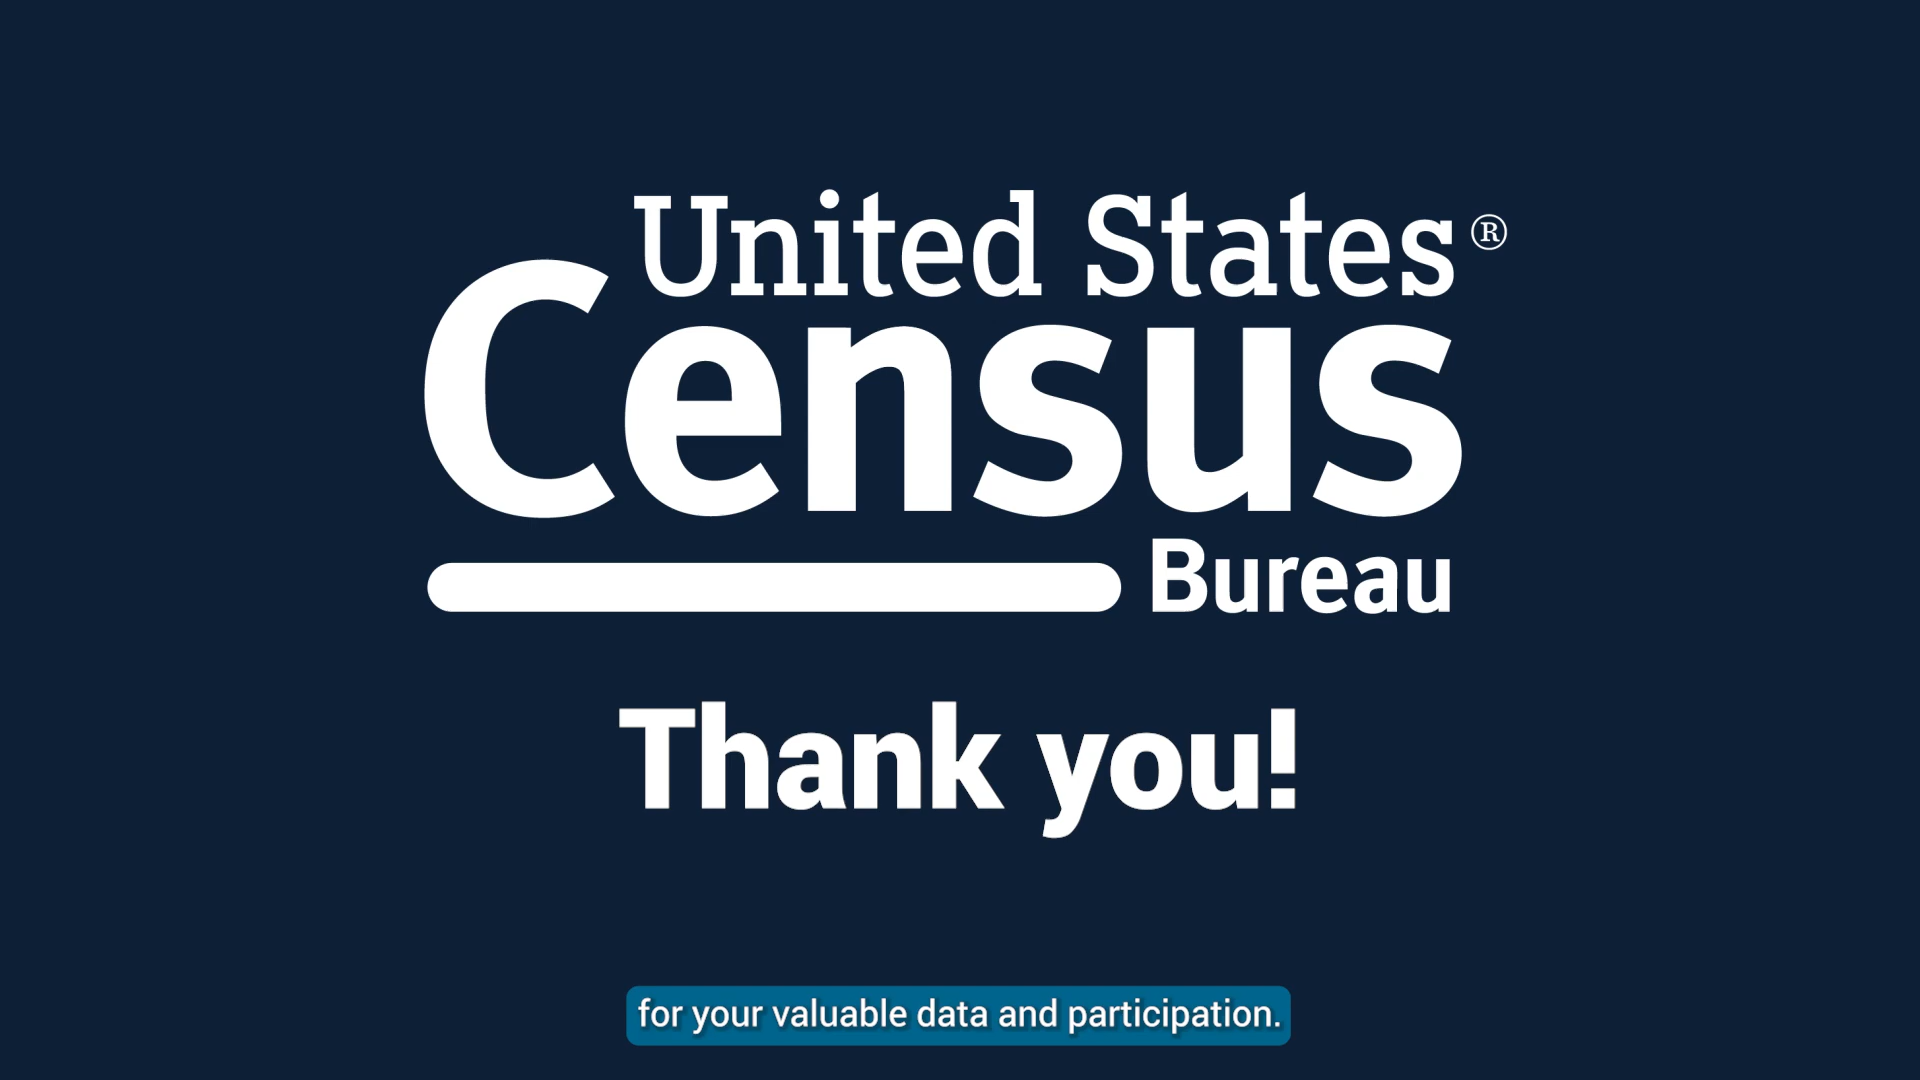 United States®
Census
Bureau
Thank you!
for your valuable data and participation.